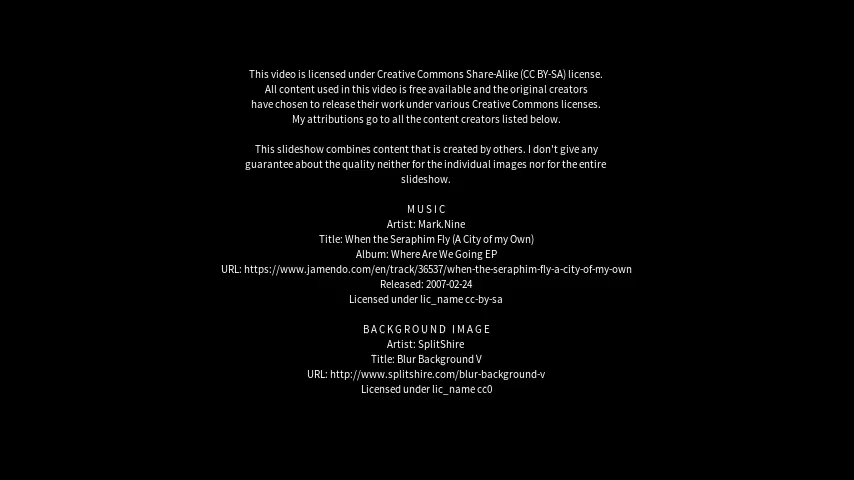 This video is licensed under Creative Commons Share-Alike (CC BY-SA) license.
All content used in this video is free available and the original creators
have chosen to release their work under various Creative Commons licenses.
My attributions go to all the content creators listed below.
This slideshow combines content that is created by others. I don't give any
guarantee about the quality neither for the individual images nor for the entire
slideshow.
MUSIC
Artist: Mark.Nine
Title: When the Seraphim Fly (A City of my Own)
Album: Where Are We Going EP
URL: https://www.jamendo.com/en/track/36537/when-the-seraphim-fly-a-city-of-my-own
Released: 2007-02-24
Licensed under lic_name cc-by-sa
BACKGROUND IMAGE
Artist: SplitShire
Title: Blur Background V
URL: http://www.splitshire.com/blur-background-v
Licensed under lic_name cc0